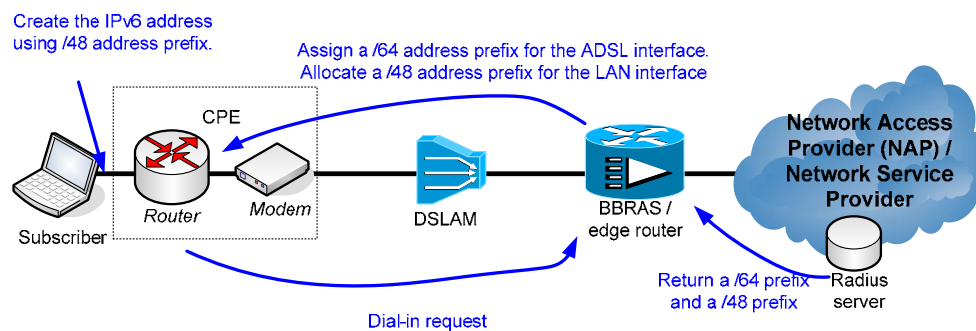 Create the IPv6 address
using /48 address prefix.
Assign a /64 address prefix for the ADSL interface.
Allocate a /48 address prefix for the LAN interface
CPE
Network Access
Provider (NAP) /
Network Service
Provider
Router
Modem
DSLAM
BBRAS /
edge router
Subscriber
Return a /64 prefix
and a /48 prefix
Radius
server
Dial-in request